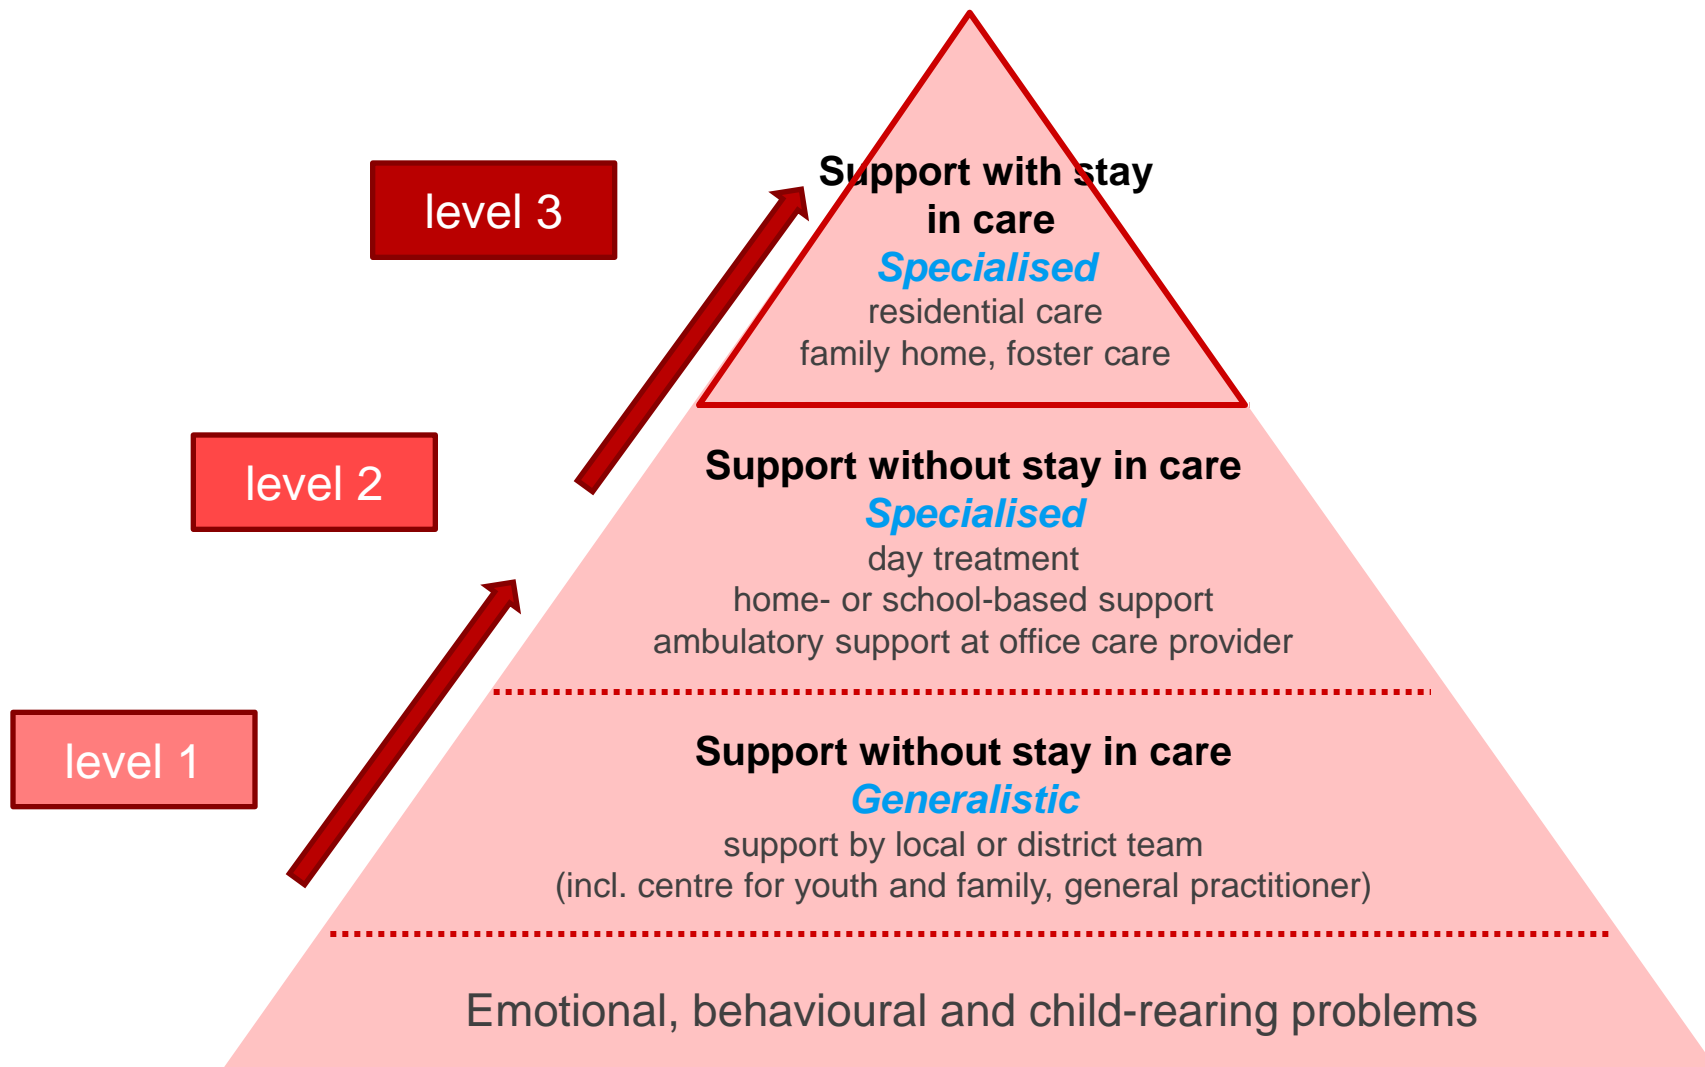 level 3
Support with stay
in care
Specialised
residential care
family home, foster care
level 2
Support without stay in care
Specialised
day treatment
home- or school-based support
ambulatory support at office care provider
level 1
Support without stay in care
Generalistic
support by local or district team
(incl. centre for youth and family, general practitioner)
Emotional, behavioural and child-rearing problems